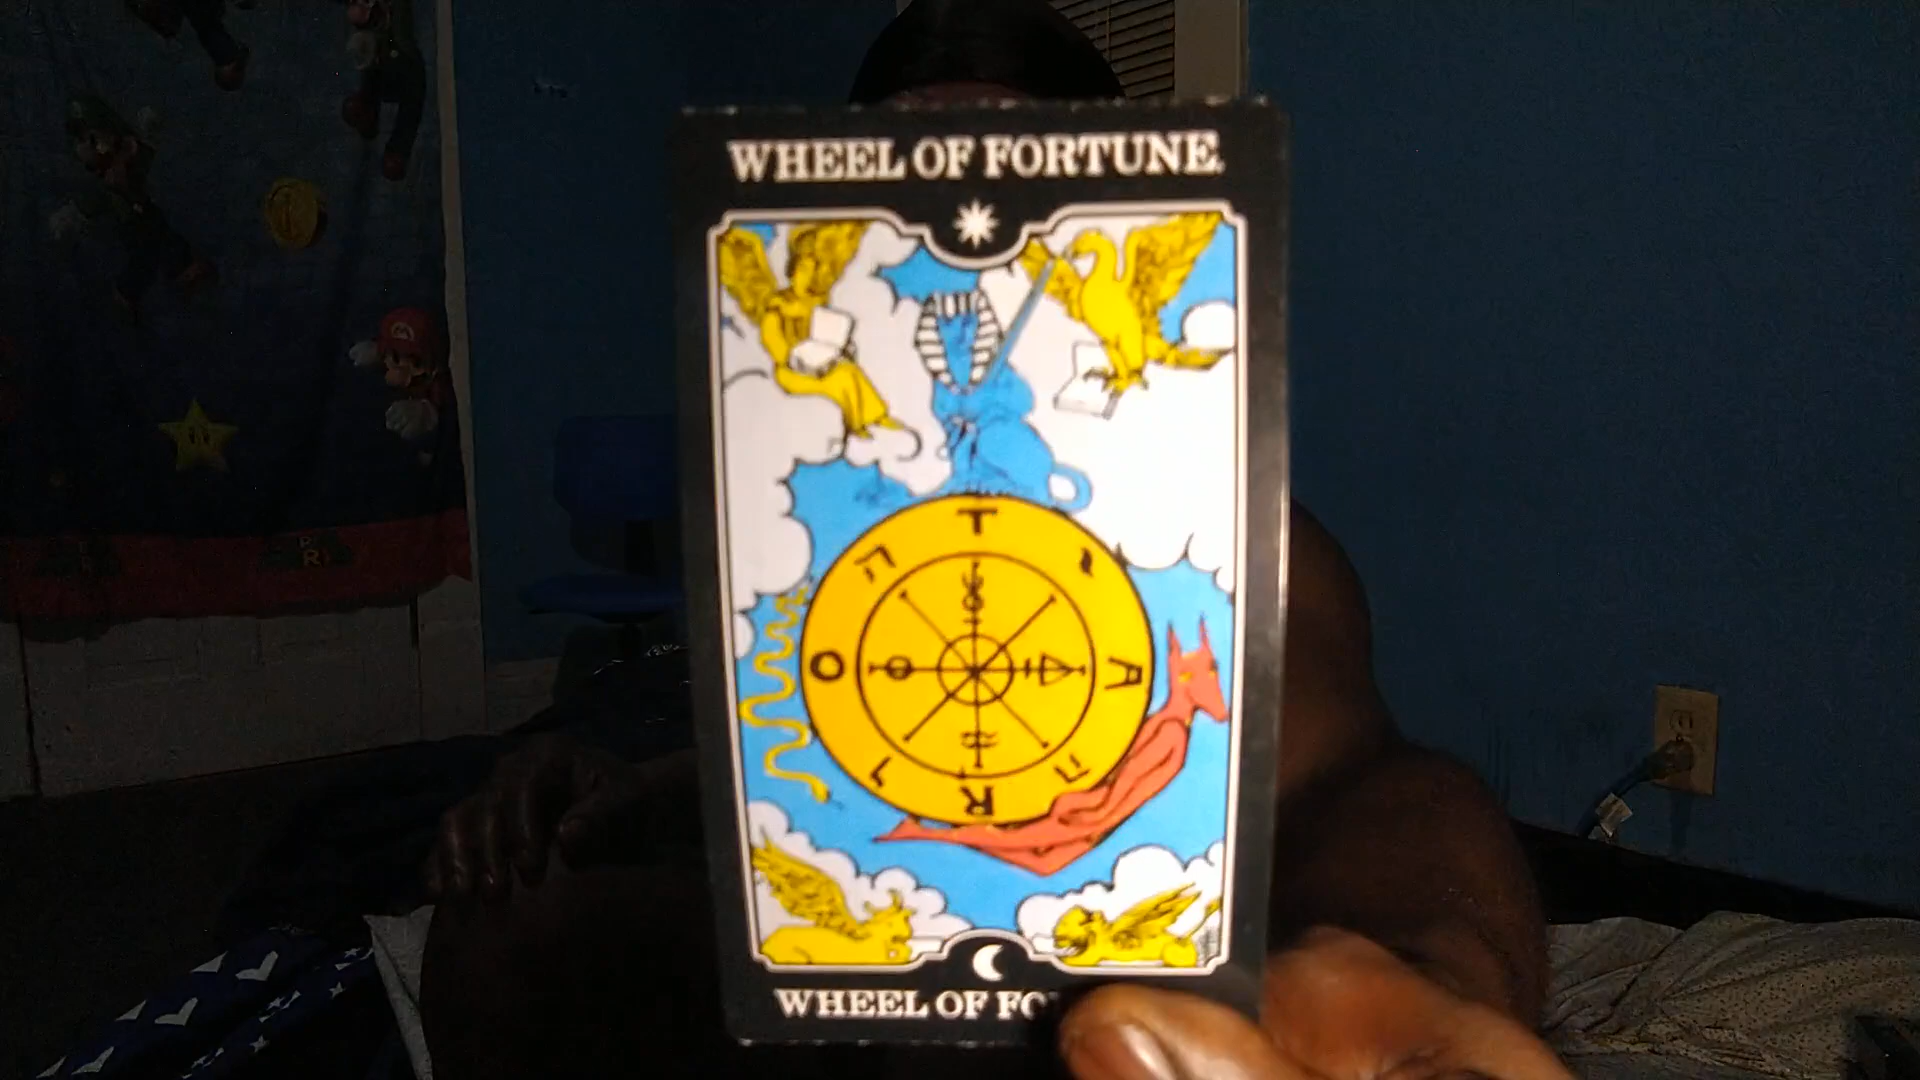 WHEEL OF FORTUNE.
T
ה
O
A
ה
R
WHEEL OF